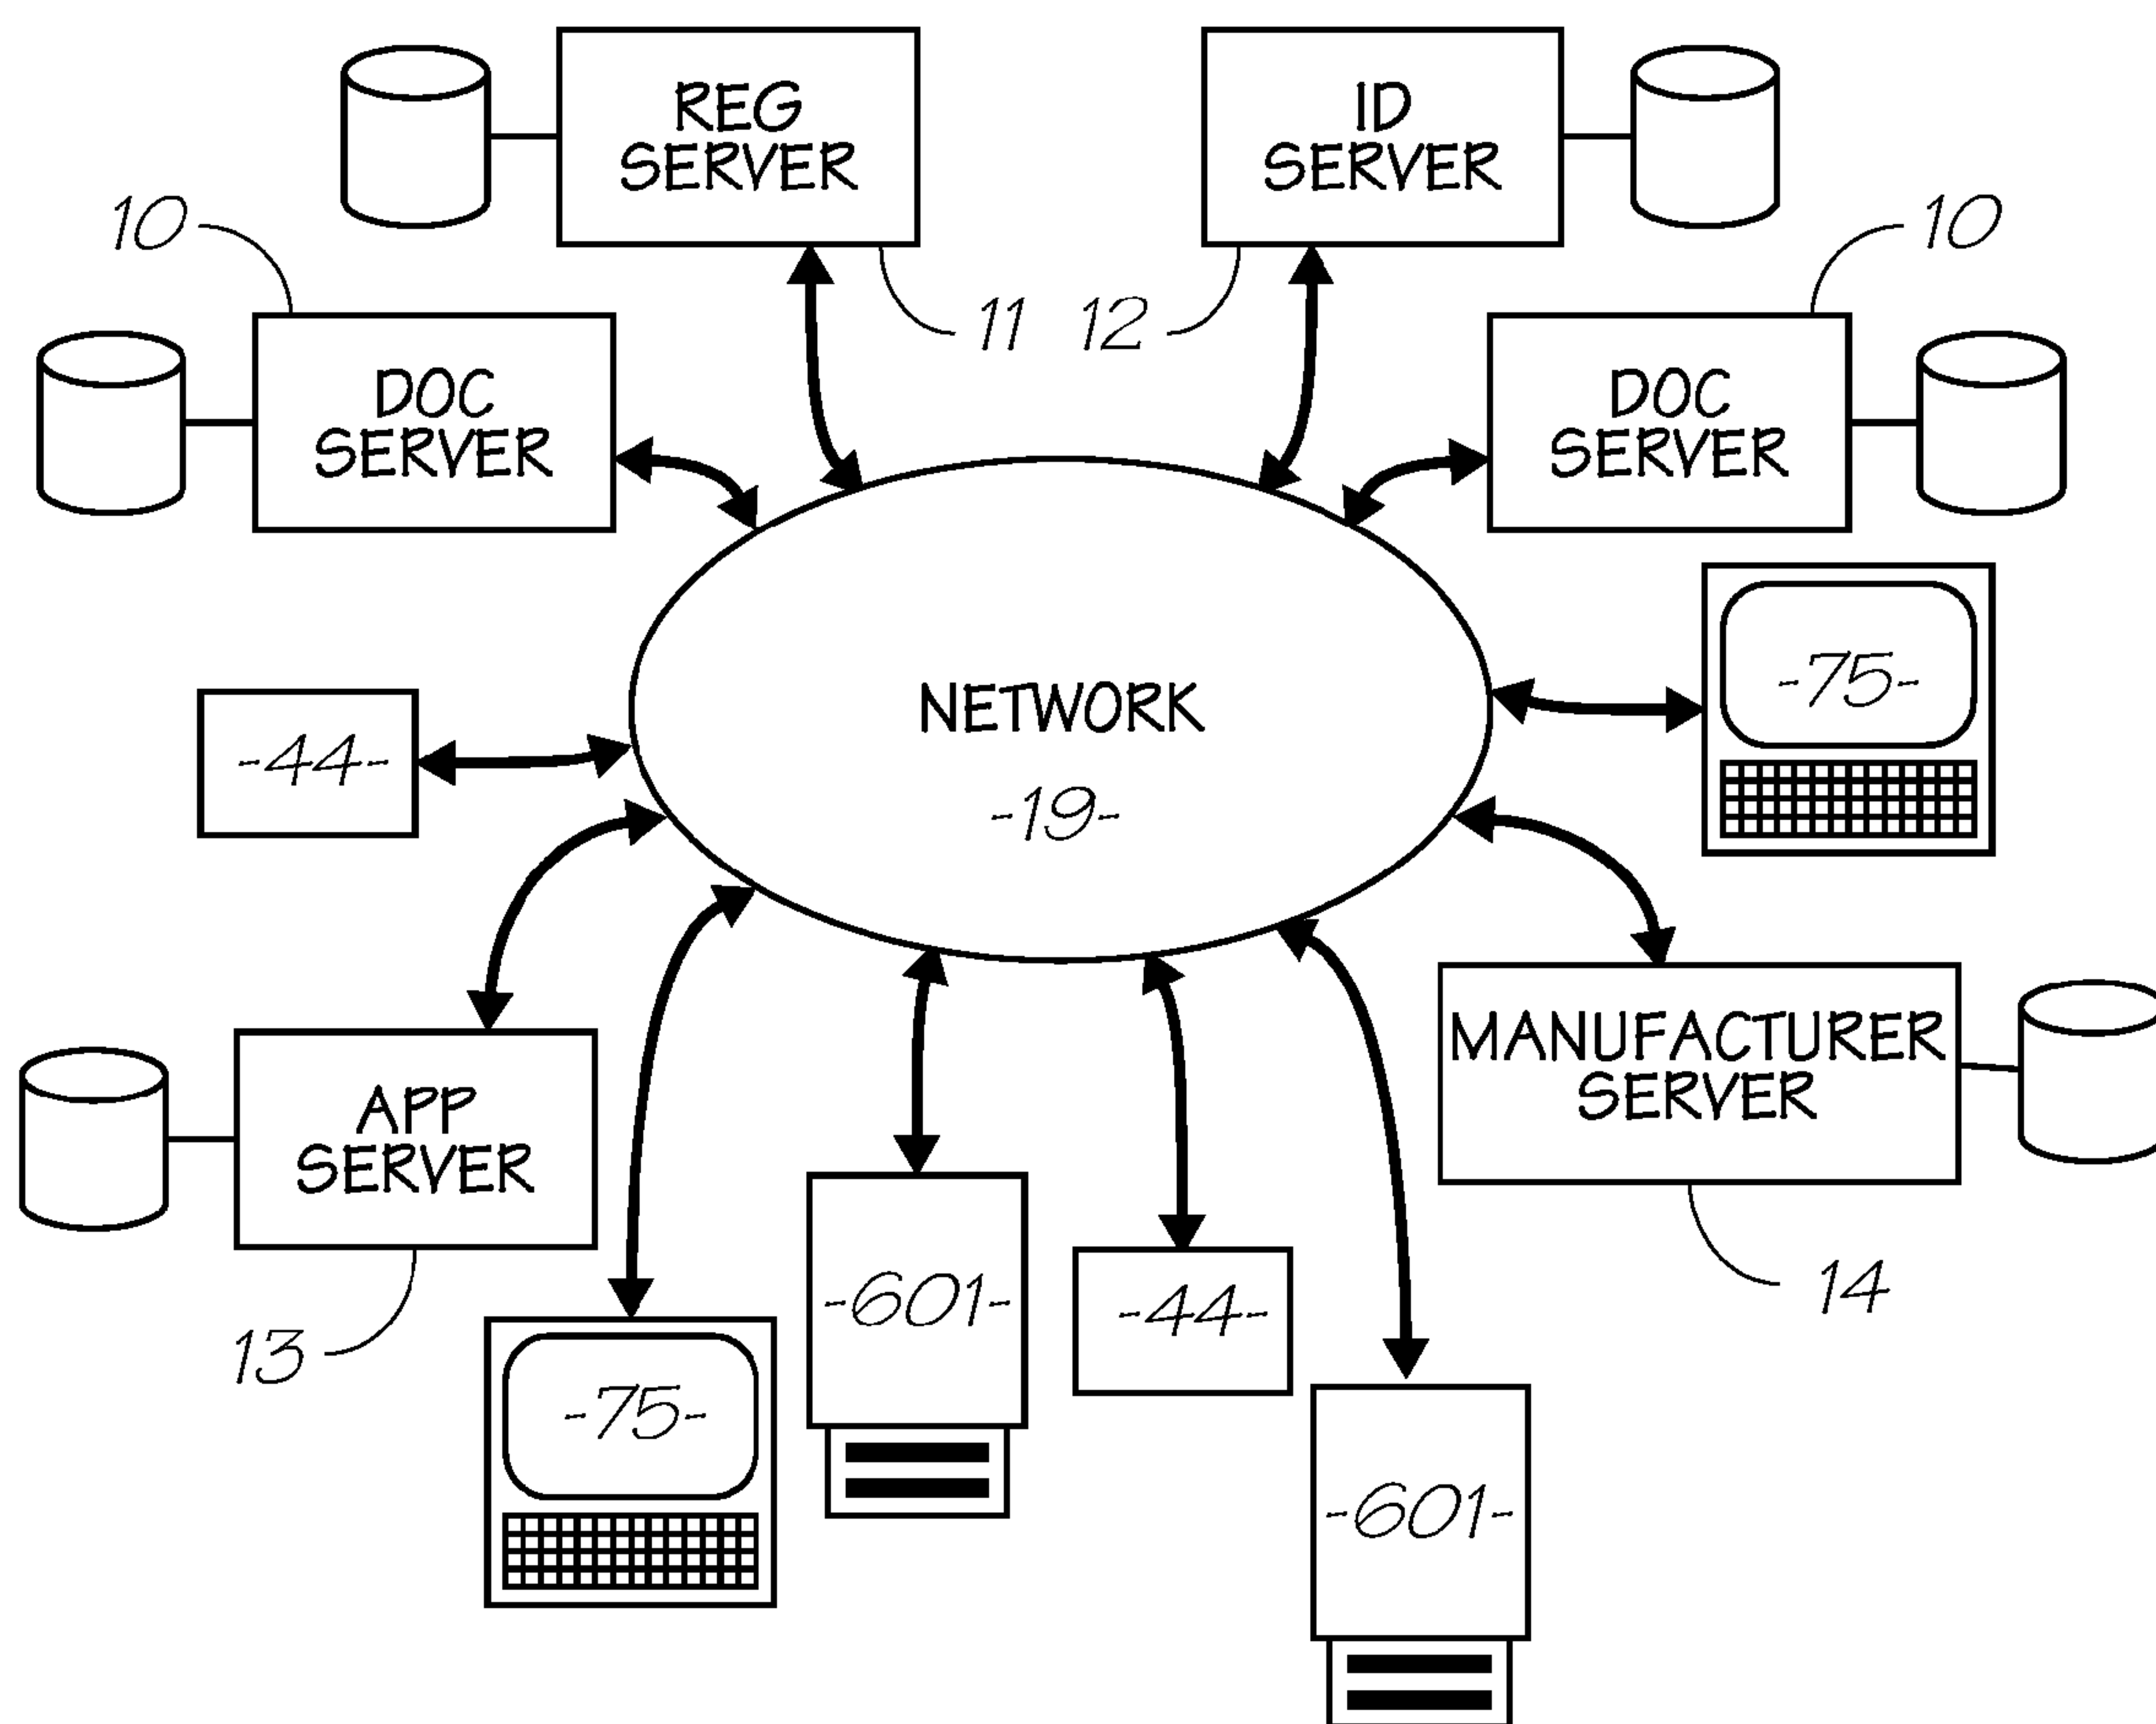 REG
SERVER
ID
SERVER
10
10
11
12
DOC
SERVER
DOC
SERVER
-75-
NETWORK
-19-
-44-
MANUFACTURER
SERVER
APP
SERVER
-601-
-44-
14
13
-75-
-601-